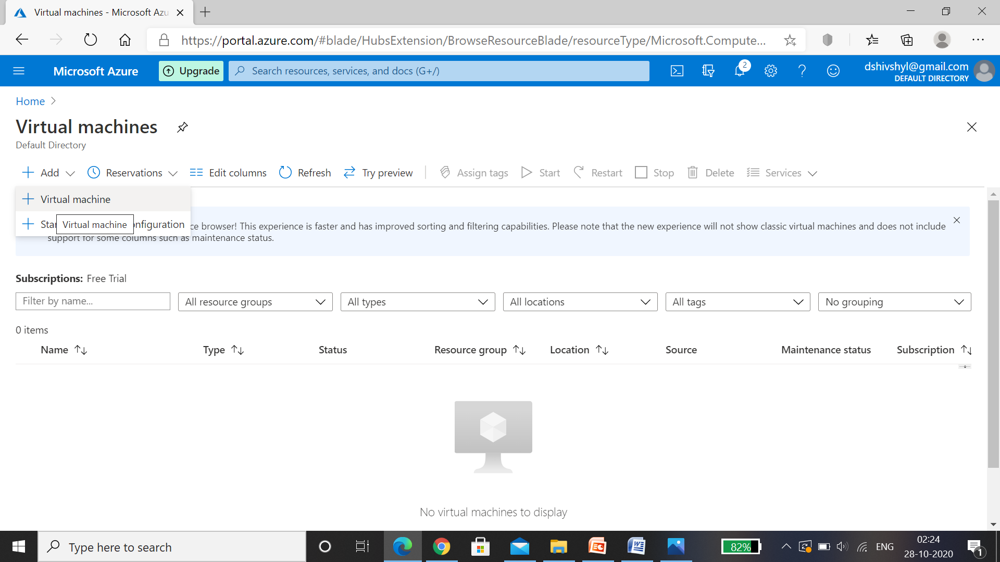 Virtual machines - Microsoft Azu
https://portal.azure.com/#blade/HubsExtension/BrowseResourceBlade/resourceType/Microsoft.Compute...
Microsoft Azure
Upgrade
Search resources, services, and docs (G+/)
2
dshivshyl@gmail.com
DEFAULT DIRECTORY
Home
Virtual machines
Default Directory
Add Reservations Edit columns Refresh Try preview Assign tags Start Restart Stop Delete Services
Virtual machine
Star
Virtual machine
nfiguration
ce browser! This experience is faster and has improved sorting and filtering capabilities. Please note that the new experience will not show classic virtual machines and does not include
support for some columns such as maintenance status.
Subscriptions: Free Trial
Filter by name... All resource groups All types All locations All tags No grouping
0 items
Name Type Status Resource group Location Source Maintenance status Subscription
No virtual machines to display
Type here to search
82%
ENG
02:24
28-10-2020
1